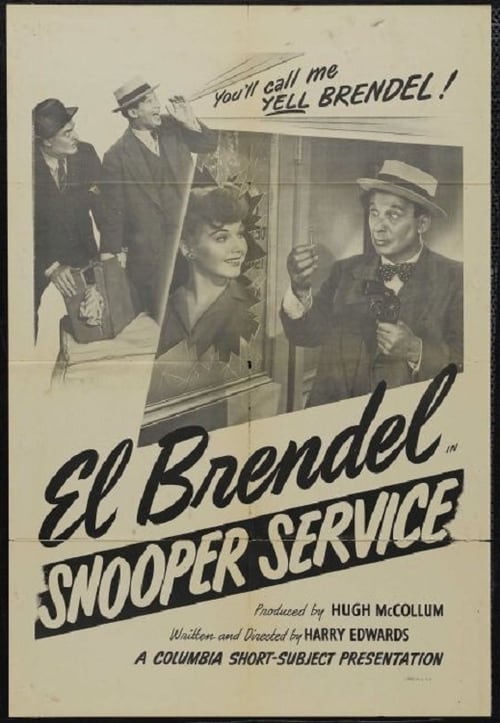 You'll call me
YELL BRENDEL!
El Brendel
IN
SNOOPER SERVICE
Produced by HUGH McCOLLUM
Written and Directed by HARRY EDWARDS
A COLUMBIA SHORT-SUBJECT PRESENTATION